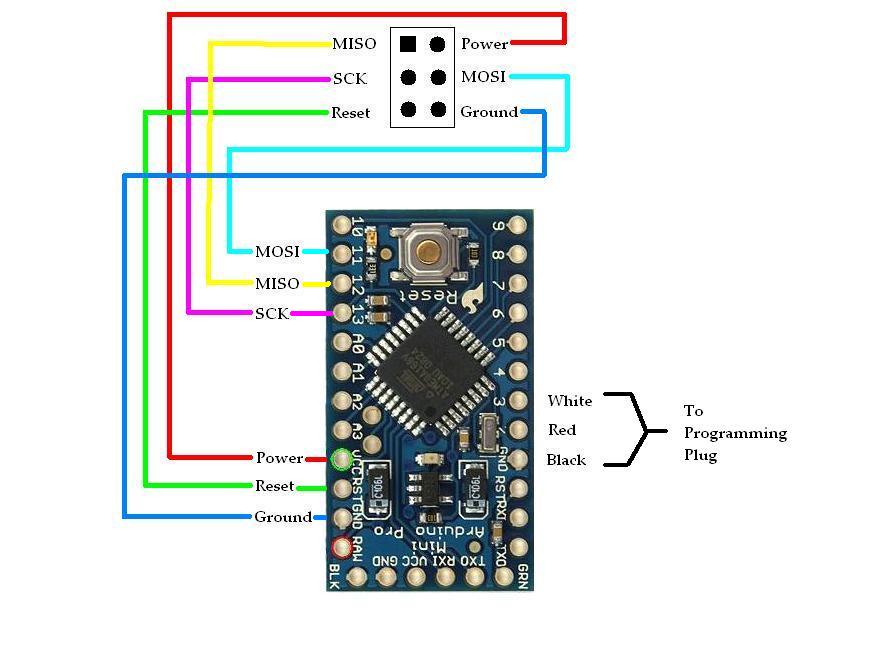 MISO
Power
SCK
MOSI
Reset
Ground
MOSI
MISO
SCK
Power
Reset
Ground
10
11
12
13
A0
A1
A2
A3
VCC
RST
GND
RAW
Reset
9
8
7
6
5
4
3
2
GND
RST
RXI
TXO
Arduino Pro
Mini
BLK
GND
VCC
RXI
TXO
GRN
White
Red
Black
To
Programming
Plug